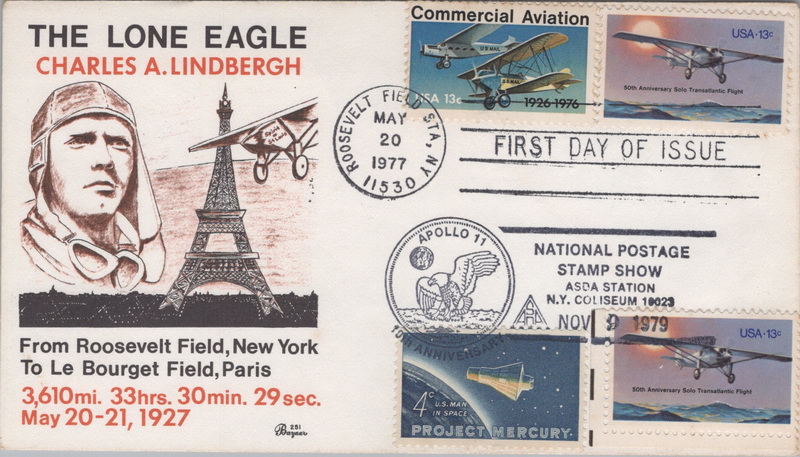 THE LONE EAGLE
CHARLES A. LINDBERGH
From Roosevelt Field, New York
To Le Bourget Field, Paris
3,610mi. 33hrs. 30min. 29sec.
May 20-21, 1927
251
Bazaar
Commercial Aviation
U.S. MAIL
USA 13c
1926-1976
USA·13c
50th Anniversary Solo Transatlantic Flight
ROOSEVELT FIELD STA, NY
MAY
20
1977
11530
FIRST DAY OF ISSUE
APOLLO 11
10TH ANNIVERSARY
NATIONAL POSTAGE
STAMP SHOW
ASDA STATION
N.Y. COLISEUM 10023
NOV 9 1979
4c
U.S. MAN
IN SPACE
PROJECT MERCURY
USA·13c
50th Anniversary Solo Transatlantic Flight